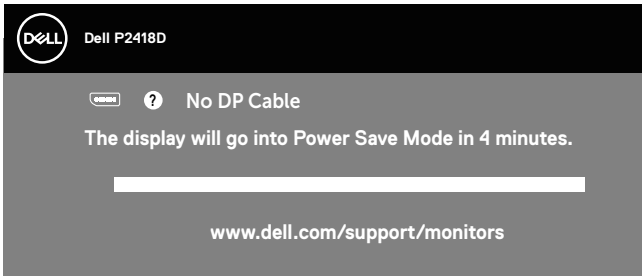 DELL
Dell P2418D
? No DP Cable
The display will go into Power Save Mode in 4 minutes.
www.dell.com/support/monitors